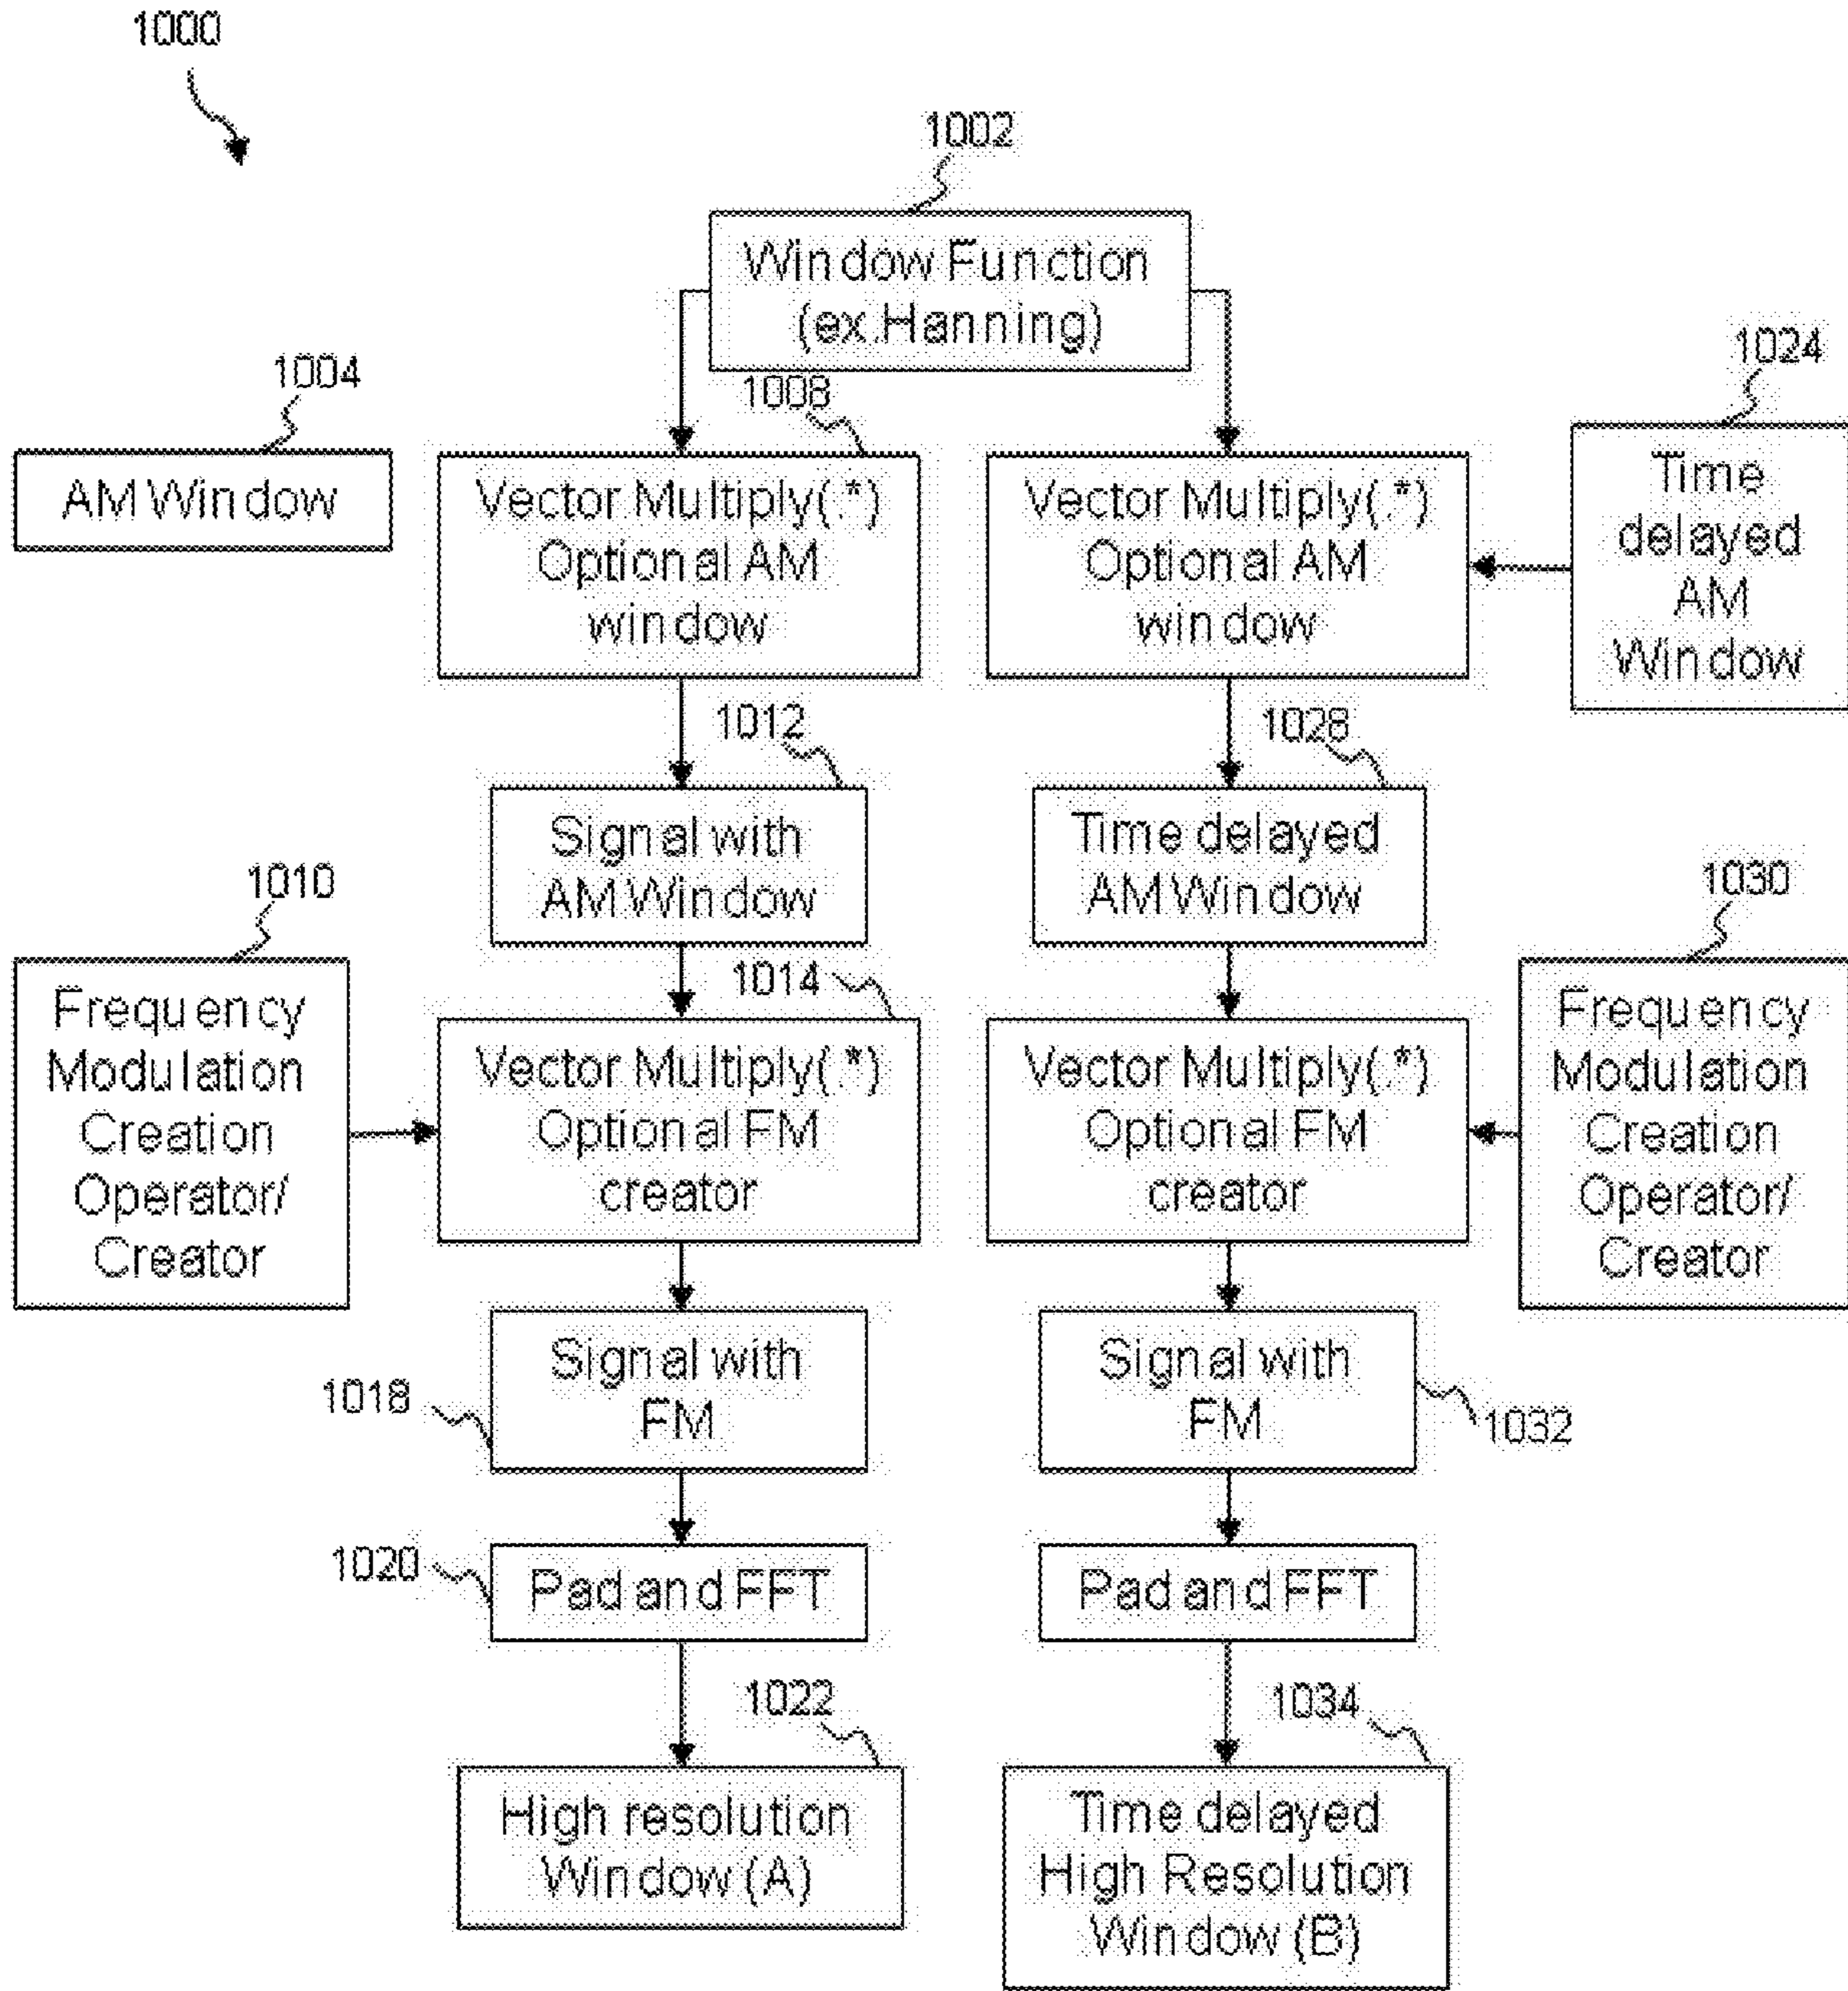 1000
1002
Window Function
(ex.Hanning)
1004
AM Window
1008
Vector Multiply(.*)
Optional AM
window
Vector Multiply(.*)
Optional AM
window
1024
Time
delayed
AM
Window
1012
Signal with
AM Window
1028
Time delayed
AM Window
1010
Frequency
Modulation
Creation
Operator/
Creator
1014
Vector Multiply(.*)
Optional FM
creator
Vector Multiply(.*)
Optional FM
creator
1030
Frequency
Modulation
Creation
Operator/
Creator
1018
Signal with
FM
Signal with
FM
1032
1020
Pad and FFT
Pad and FFT
1022
High resolution
Window (A)
1034
Time delayed
High Resolution
Window (B)